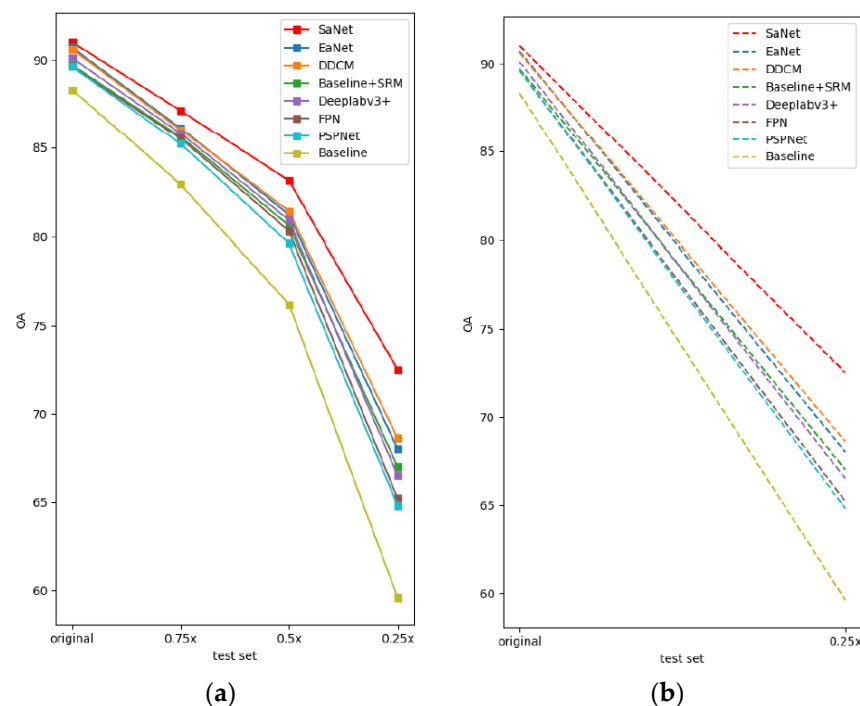 SaNet
EaNet
DDCM
Baseline+SRM
Deeplabv3+
FPN
PSPNet
Baseline
90
85
80
75
70
65
60
OA
original
0.75x
0.5x
0.25x
test set
(a)
SaNet
EaNet
DDCM
Baseline+SRM
Deeplabv3+
FPN
PSPNet
Baseline
90
85
80
75
70
65
60
OA
original
0.25x
test set
(b)